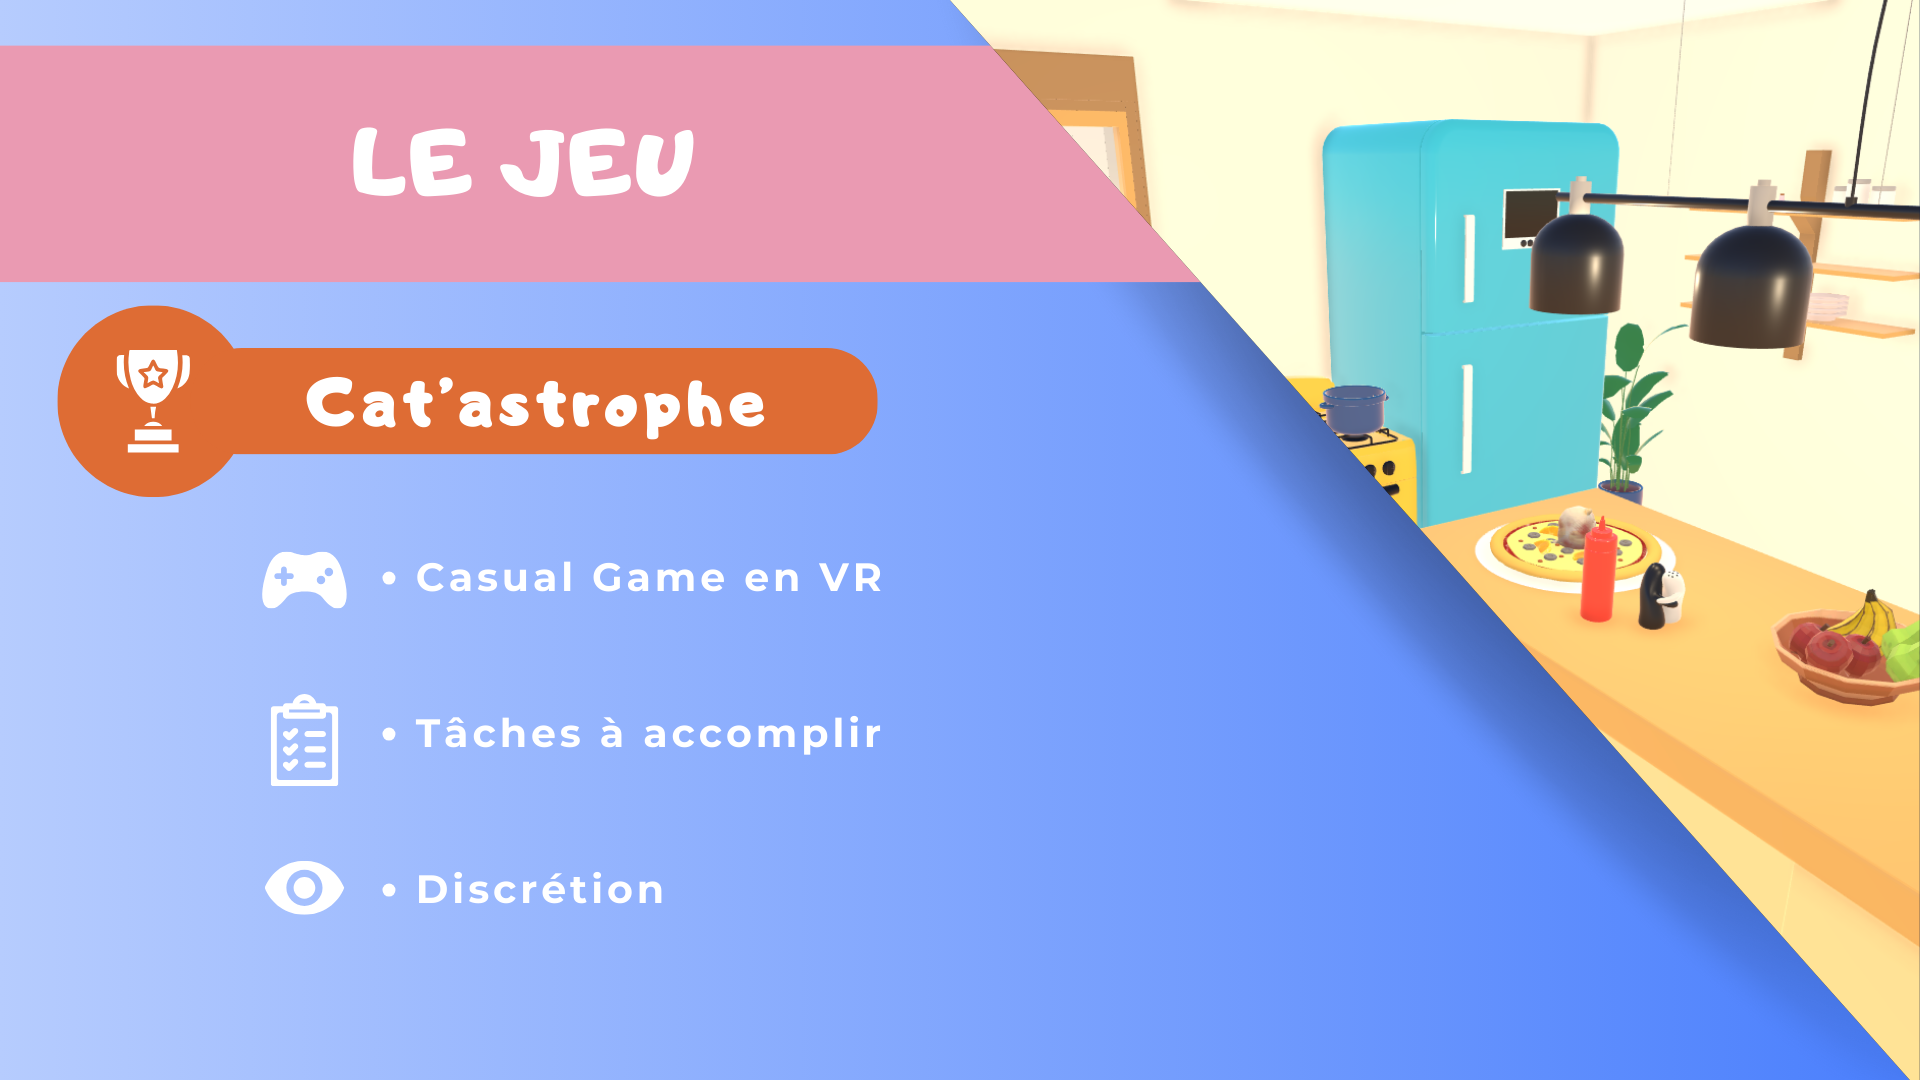 LE JEU
Cat’astrophe
• Casual Game en VR
• Tâches à accomplir
• Discrétion